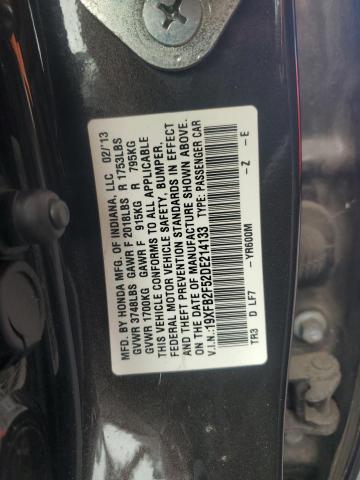 MFD. BY HONDA MFG. OF INDIANA, LLC 02/'13
GVWR 3748LBS GAWR F 2018LBS R 1753LBS
GVWR 1700KG GAWR F 915KG R 795KG
THIS VEHICLE CONFORMS TO ALL APPLICABLE
FEDERAL MOTOR VEHICLE SAFETY, BUMPER,
AND THEFT PREVENTION STANDARDS IN EFFECT
ON THE DATE OF MANUFACTURE SHOWN ABOVE.
V.I.N.:19XFB2F52DE214133 TYPE: PASSENGER CAR
TR3 D LF7 -YR600M -Z -E